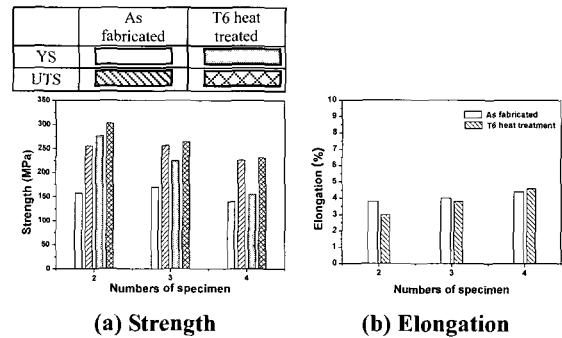 As fabricated
T6 heat treated
YS
UTS
350
300
250
200
150
100
50
0
Strength (MPa)
2
3
4
Numbers of specimen
(a) Strength
10
9
8
7
6
5
4
3
2
1
0
Elongation (%)
As fabricated
T6 heat treatment
2
3
4
Numbers of specimen
(b) Elongation